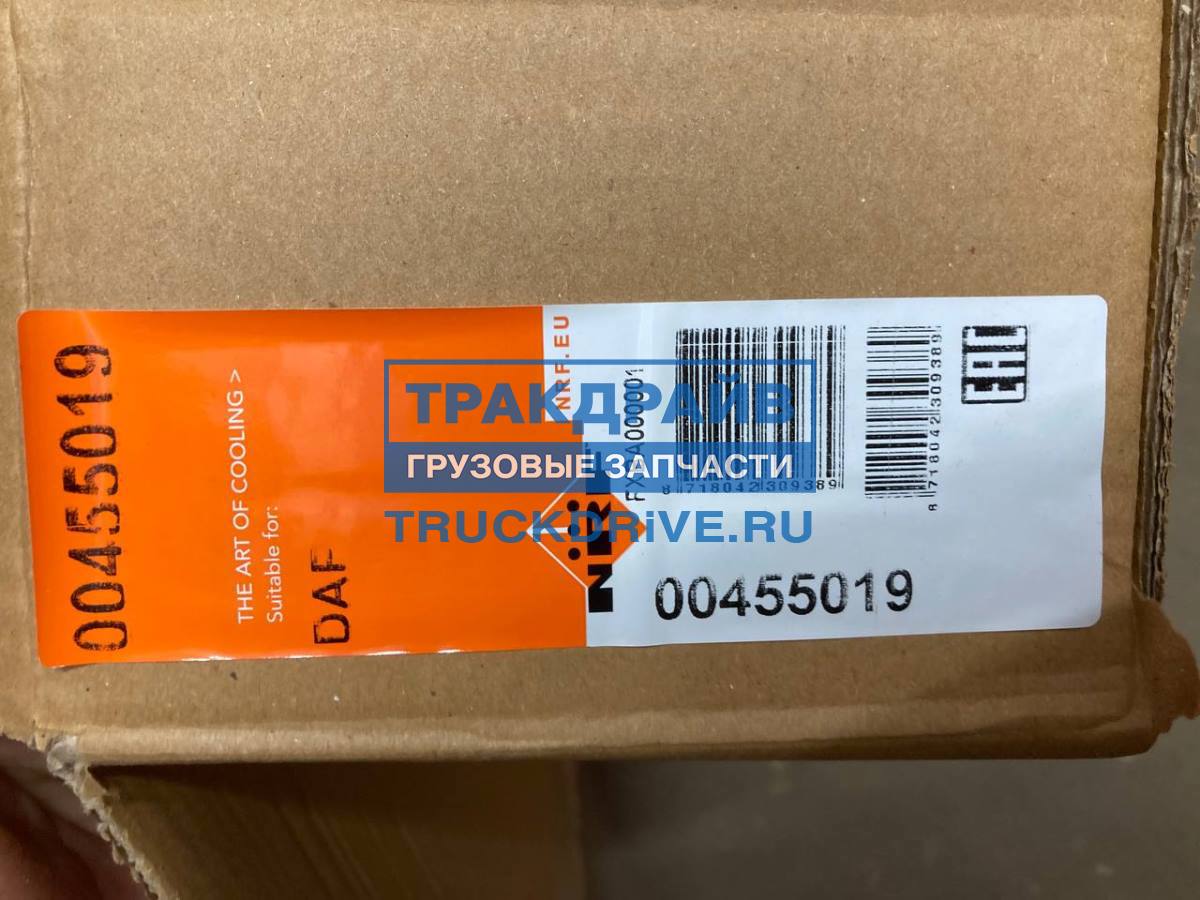 00455019
THE ART OF COOLING >
Suitable for:
DAF
NRF.EU
NRF
8 718042 309389
8 718042 309389
EAC
00455019
ТРАКДРАЙВ
ГРУЗОВЫЕ ЗАПЧАСТИ
TRUCKDRiVE.RU